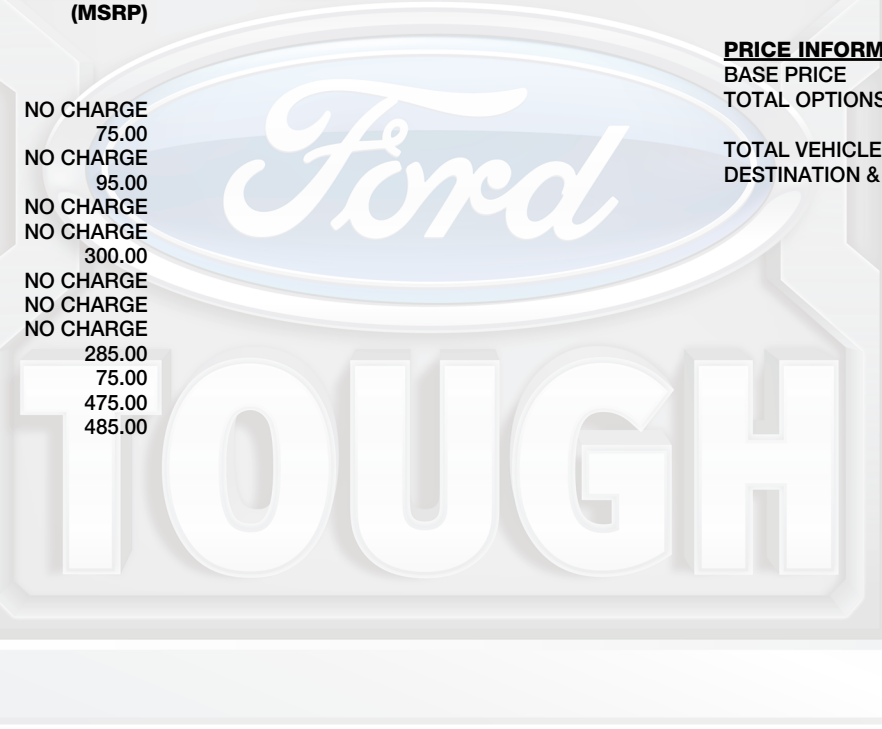 (MSRP)
NO CHARGE
75.00
NO CHARGE
95.00
NO CHARGE
NO CHARGE
300.00
NO CHARGE
NO CHARGE
NO CHARGE
285.00
75.00
475.00
485.00
PRICE INFORM
BASE PRICE
TOTAL OPTIONS
TOTAL VEHICLE
DESTINATION &
Ford
TOUGH